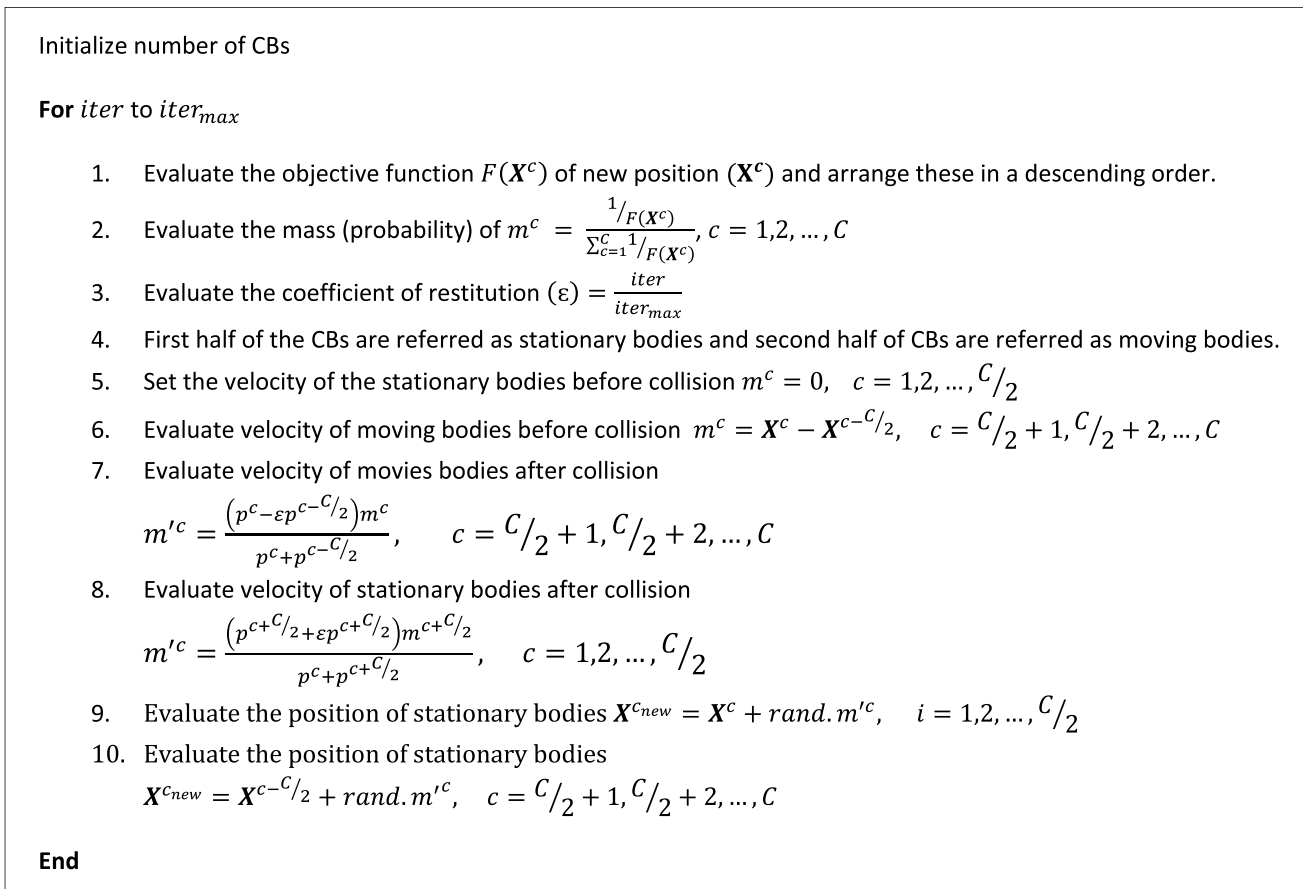 Initialize number of CBs
For iter to iter_max
1. Evaluate the objective function F(X^c) of new position (X^c) and arrange these in a descending order.
2. Evaluate the mass (probability) of m^c = (1/F(X^c))/(Σ_{c=1}^{C} 1/F(X^c)), c = 1,2, … , C
3. Evaluate the coefficient of restitution (ε) = iter/iter_max
4. First half of the CBs are referred as stationary bodies and second half of CBs are referred as moving bodies.
5. Set the velocity of the stationary bodies before collision m^c = 0, c = 1,2, … , C/2
6. Evaluate velocity of moving bodies before collision m^c = X^c − X^{c−C/2}, c = C/2 + 1, C/2 + 2, … , C
7. Evaluate velocity of movies bodies after collision
m′^c = ((p^c−εp^{c−C/2})m^c)/(p^c+p^{c−C/2}), c = C/2 + 1, C/2 + 2, … , C
8. Evaluate velocity of stationary bodies after collision
m′^c = ((p^{c+C/2}+εp^{c+C/2})m^{c+C/2})/(p^c+p^{c+C/2}), c = 1,2, … , C/2
9. Evaluate the position of stationary bodies X^{c_new} = X^c + rand. m′^c, i = 1,2, … , C/2
10. Evaluate the position of stationary bodies
X^{c_new} = X^{c−C/2} + rand. m′^c, c = C/2 + 1, C/2 + 2, … , C
End